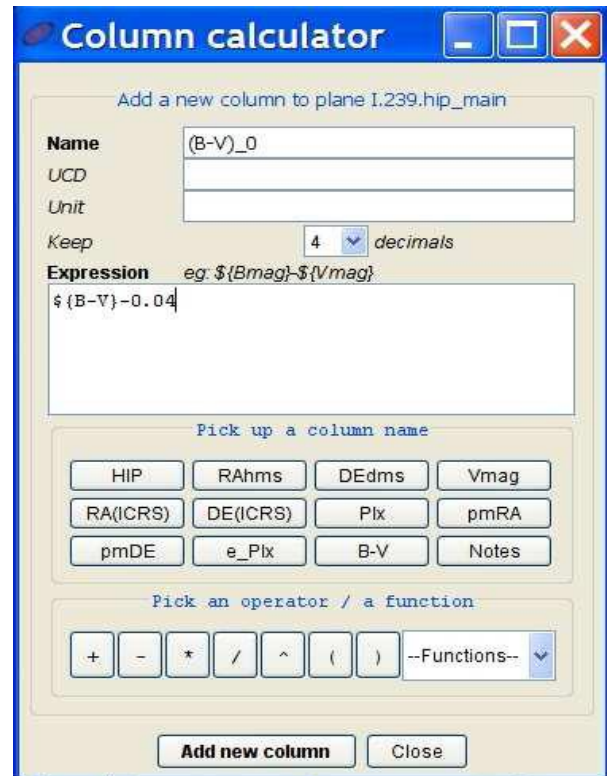 Column calculator
Add a new column to plane I.239.hip_main
Name (B-V)_0
UCD
Unit
Keep 4 decimals
Expression eg: ${Bmag}-${Vmag}
${B-V}-0.04
Pick up a column name
HIP RAhms DEdms Vmag
RA(ICRS) DE(ICRS) Plx pmRA
pmDE e_Plx B-V Notes
Pick an operator / a function
+ - * / ^ ( ) --Functions--
Add new column Close